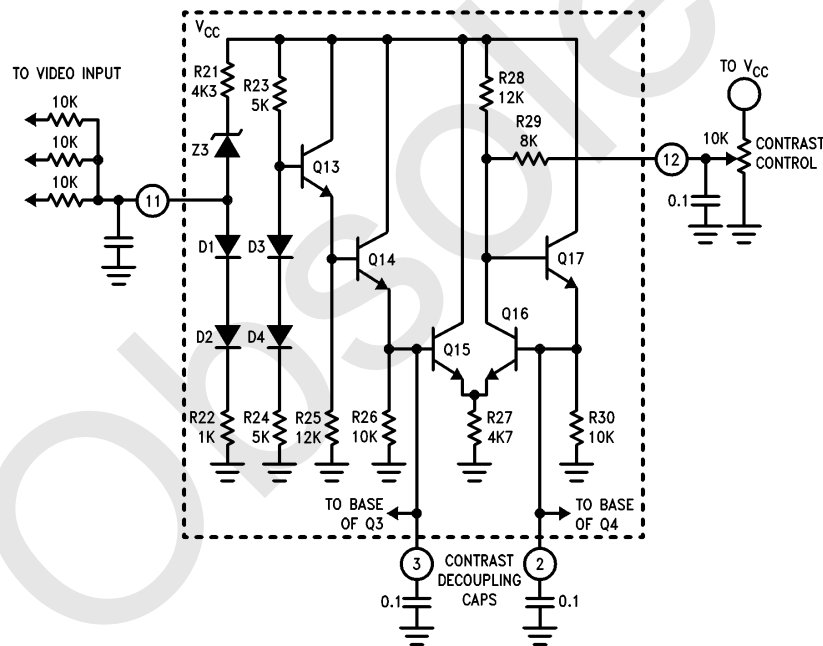 Obsolete
V_CC
TO VIDEO INPUT
10K
10K
10K
11
R21
4K3
Z3
D1
D2
R22
1K
R23
5K
D3
D4
R24
5K
Q13
R25
12K
Q14
R26
10K
Q15
Q16
R27
4K7
R28
12K
R29
8K
Q17
R30
10K
12
TO V_CC
10K
CONTRAST
CONTROL
0.1
TO BASE
OF Q3
TO BASE
OF Q4
3
CONTRAST
DECOUPLING
CAPS
2
0.1
0.1